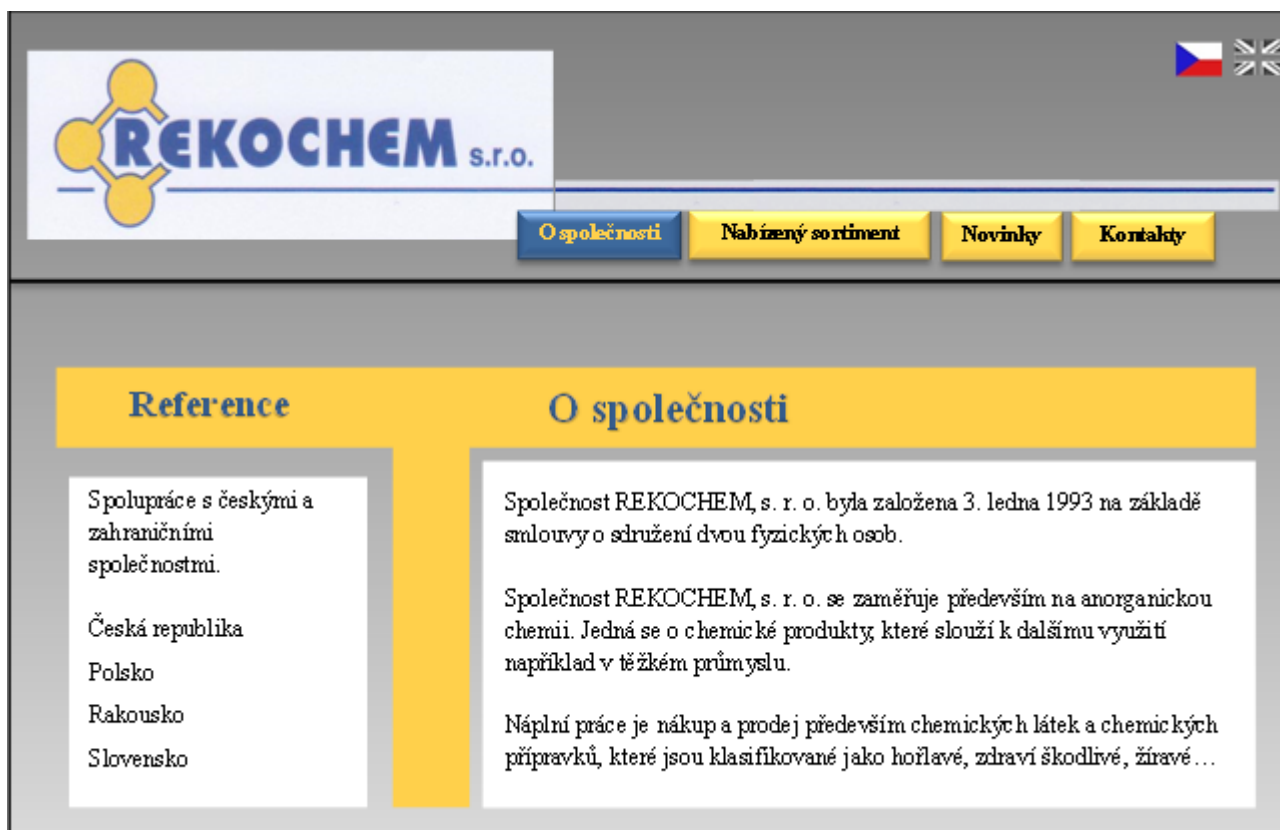 REKOCHEM s.r.o.
O společnosti
Nabízený sortiment
Novinky
Kontakty
Reference
Spolupráce s českými a
zahraničními
společnostmi.
Česká republika
Polsko
Rakousko
Slovensko
O společnosti
Společnost REKOCHEM, s. r. o. byla založena 3. ledna 1993 na základě
smlouvy o sdružení dvou fyzických osob.
Společnost REKOCHEM, s. r. o. se zaměřuje především na anorganickou
chemii. Jedná se o chemické produkty, které slouží k dalšímu využití
například v těžkém průmyslu.
Náplní práce je nákup a prodej především chemických látek a chemických
přípravků, které jsou klasifikované jako hořlavé, zdraví škodlivé, žíravé…